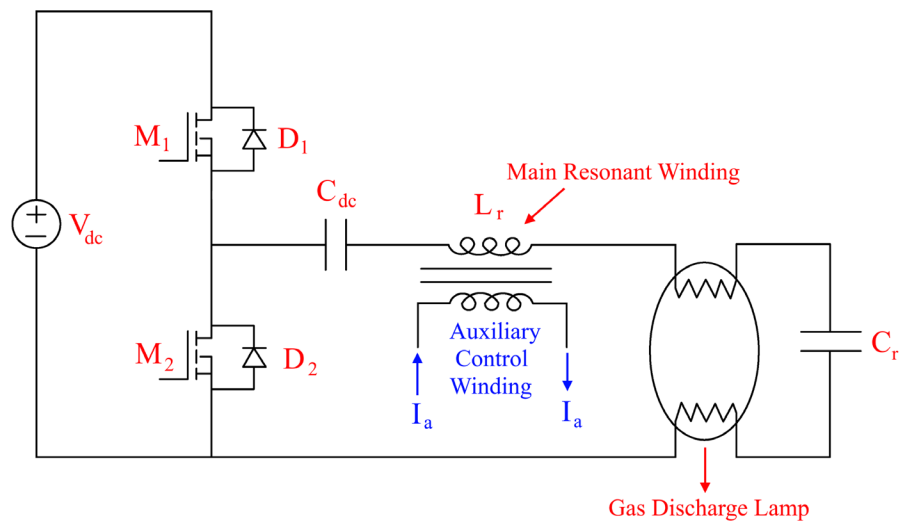 M1
D1
Main Resonant Winding
Cdc
Lr
+
−
Vdc
Auxiliary
Control
Winding
M2
D2
Cr
Ia
Ia
Gas Discharge Lamp